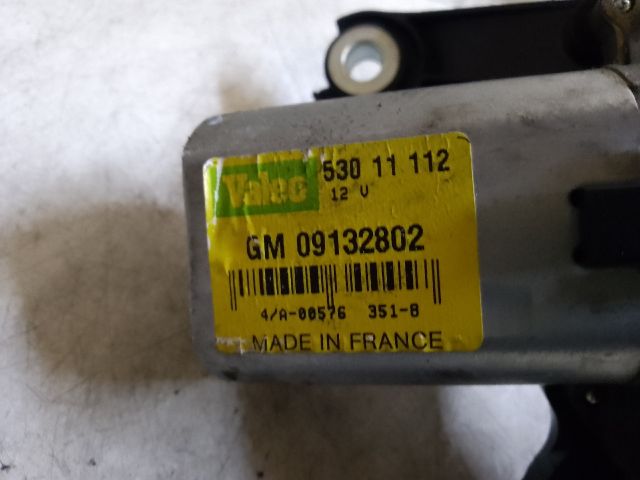 Valeo 530 11 112
12 V
GM 09132802
4/A-00576 351-8
MADE IN FRANCE